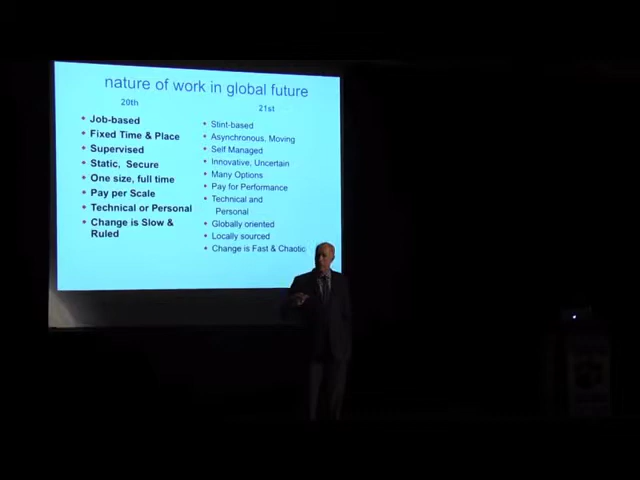 nature of work in global future
20th
• Job-based
• Fixed Time & Place
• Supervised
• Static, Secure
• One size, full time
• Pay per Scale
• Technical or Personal
• Change is Slow &
Ruled
21st
• Stint-based
• Asynchronous, Moving
• Self Managed
• Innovative, Uncertain
• Many Options
• Pay for Performance
• Technical and
Personal
• Globally oriented
• Locally sourced
• Change is Fast & Chaotic